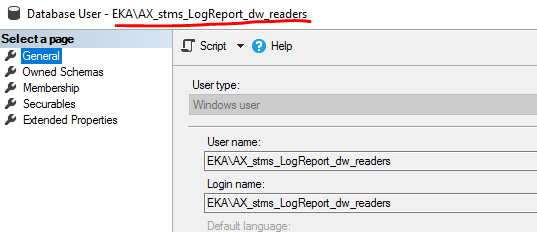 Database User - EKA\AX_stms_LogReport_dw_readers
Select a page
General
Owned Schemas
Membership
Securables
Extended Properties
Script
Help
User type:
Windows user
User name:
EKA\AX_stms_LogReport_dw_readers
Login name:
EKA\AX_stms_LogReport_dw_readers
Default language: